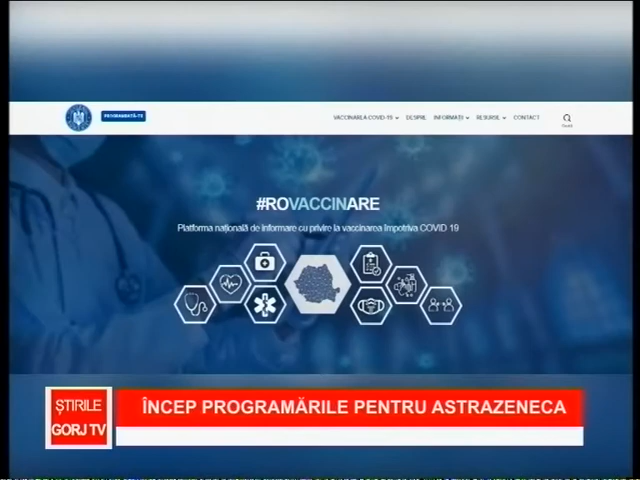 PROGRAMEAZĂ-TE
VACCINAREA COVID-19 DESPRE INFORMAȚII RESURSE CONTACT
#ROVACCINARE
Platforma națională de informare cu privire la vaccinarea împotriva COVID 19
ȘTIRILE
GORJ TV
ÎNCEP PROGRAMĂRILE PENTRU ASTRAZENECA